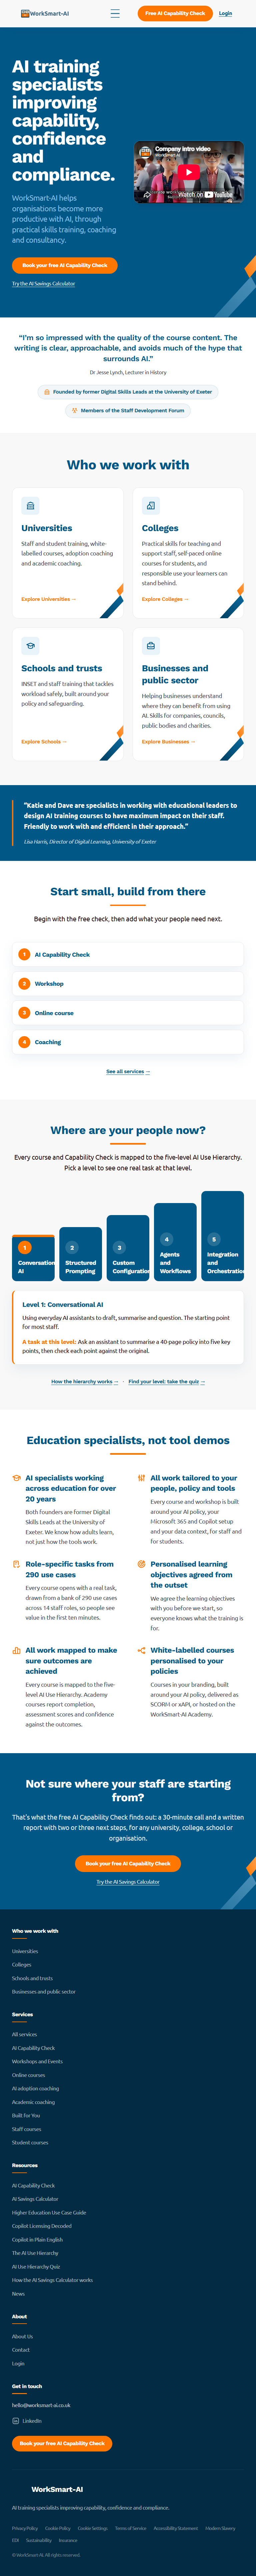 WorkSmart-AI
Free AI Capability Check
Login
AI training
specialists
improving
capability,
confidence
and
compliance.
WorkSmart-AI helps
organisations become more
productive with AI, through
practical skills training, coaching
and consultancy.
Book your free AI Capability Check
Try the AI Savings Calculator
Company intro video
WorkSmart AI
Watch on YouTube
“I'm so impressed with the quality of the course content. The
writing is clear, approachable, and avoids much of the hype that
surrounds AI.”
Dr Jesse Lynch, Lecturer in History
Founded by former Digital Skills Leads at the University of Exeter
Members of the Staff Development Forum
Who we work with
Universities
Staff and student training, white-
labelled courses, adoption coaching
and academic consultancy.
Explore Universities →
Colleges
Practical skills for teaching and
support staff, self-paced online
courses for students, and
responsible use your learners can
stand behind.
Explore Colleges →
Schools and trusts
INSET and staff training that tackles
workload safely, built around your
policy and safeguarding.
Explore Schools →
Businesses and
public sector
Helping businesses understand
where they can benefit from using
AI. Skills for companies, councils,
public bodies and charities.
Explore Businesses →
“Katie and Dave are specialists in working with educational leaders to
design AI training courses to have maximum impact on their staff.
Friendly to work with and efficient in their approach.”
Lisa Harris, Director of Digital Learning, University of Exeter
Start small, build from there
Begin with the free check, then add what your people need next.
1 AI Capability Check
2 Workshop
3 Online course
4 Coaching
See all services →
Where are your people now?
Every course and Capability Check is mapped to the five-level AI Use Hierarchy.
Pick a level to see one real task at that level.
1
Conversational
AI
2
Structured
Prompting
3
Custom
Configuration
4
Agents
and
Workflows
5
Integration
and
Orchestration
Level 1: Conversational AI
Using everyday AI assistants to draft, summarise and question. The starting point
for most staff.
A task at this level: Ask an assistant to summarise a 40-page policy into five key
points, then check each point against the original.
How the hierarchy works → · Find your level: take the quiz →
Education specialists, not tool demos
AI specialists working
across education for over
20 years
Both founders are former Digital
Skills Leads at the University of
Exeter. We know how adults learn,
not just how the tools work.
All work tailored to your
people, policy and tools
Every course and workshop is built
around your AI policy, your
Microsoft 365 and Copilot setup
and your data context, for staff and
for students.
Role-specific tasks from
290 use cases
Every course opens with a real task,
drawn from a bank of 290 use cases
across 14 staff roles, so people see
value in the first ten minutes.
Personalised learning
objectives agreed from
the outset
We agree the learning objectives
with you before we start, so
everyone knows what the training is
for.
All work mapped to make
sure outcomes are
achieved
Every course is mapped to the five-
level AI Use Hierarchy. Academy
courses report completion,
assessment scores and confidence
against the outcomes.
White-labelled courses
personalised to your
policies
Courses in your branding, built
around your AI policy, delivered as
SCORM or xAPI, or hosted on the
WorkSmart-AI Academy.
Not sure where your staff are starting
from?
That's what the free AI Capability Check finds out: a 30-minute call and a written
report with two or three next steps, for any university, college, school or
organisation.
Book your free AI Capability Check
Try the AI Savings Calculator
Who we work with
Universities
Colleges
Schools and trusts
Businesses and public sector
Services
All services
AI Capability Check
Workshops and Events
Online courses
AI adoption coaching
Academic coaching
Built for You
Staff courses
Student courses
Resources
AI Capability Check
AI Savings Calculator
Higher Education Use Case Guide
Copilot Licensing Decoded
Copilot in Plain English
The AI Use Hierarchy
AI Use Hierarchy Quiz
How the AI Savings Calculator works
News
About
About Us
Contact
Login
Get in touch
hello@worksmart-ai.co.uk
LinkedIn
Book your free AI Capability Check
WorkSmart-AI
AI training specialists improving capability, confidence and compliance.
Privacy Policy Cookie Policy Cookie Settings Terms of Service Accessibility Statement Modern Slavery
EDI Sustainability Insurance
© WorkSmart-AI. All rights reserved.